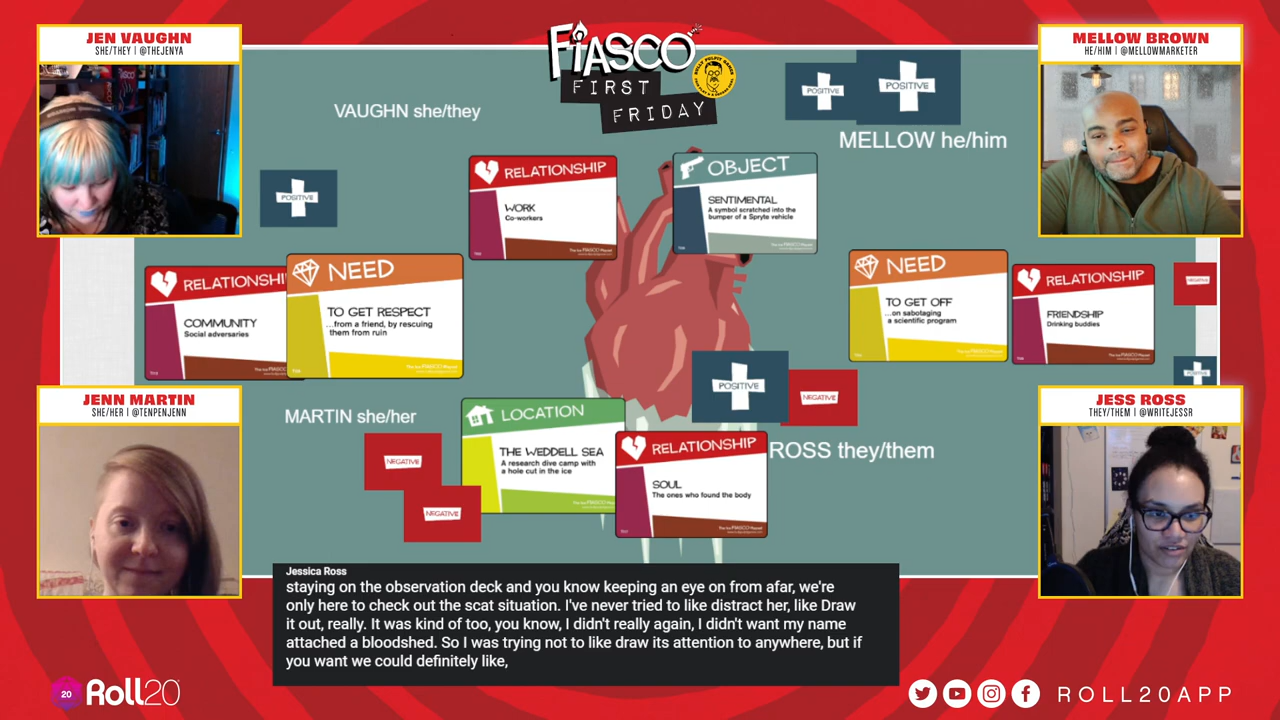 JEN VAUGHN
SHE/THEY | @THEJENYA
FIASCO
FIRST
FRIDAY
MELLOW BROWN
HE/HIM | @MELLOWMARKETER
VAUGHN she/they
POSITIVE
POSITIVE
MELLOW he/him
POSITIVE
RELATIONSHIP
WORK
Co-workers
OBJECT
SENTIMENTAL
A symbol scratched into the
bumper of a Spryte vehicle
RELATIONSHI
COMMUNITY
Social adversaries
NEED
TO GET RESPECT
...from a friend, by rescuing
them from ruin
NEED
TO GET OFF
...on sabotaging
a scientific program
RELATIONSHIP
FRIENDSHIP
Drinking buddies
NEGATIVE
POSITIVE
JENN MARTIN
SHE/HER | @TENPENJENN
MARTIN she/her
NEGATIVE
NEGATIVE
LOCATION
THE WEDDELL SEA
A research dive camp with
a hole cut in the ice
RELATIONSHIP
SOUL
The ones who found the body
POSITIVE
NEGATIVE
ROSS they/them
JESS ROSS
THEY/THEM | @WRITEJESSR
Jessica Ross
staying on the observation deck and you know keeping an eye on from afar, we're
only here to check out the scat situation. I've never tried to like distract her, like Draw
it out, really. It was kind of too, you know, I didn't really again, I didn't want my name
attached a bloodshed. So I was trying not to like draw its attention to anywhere, but if
you want we could definitely like,
20 Roll20
ROLL20APP